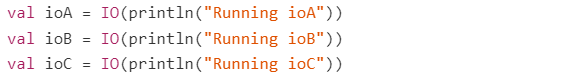 val ioA = IO(println("Running ioA"))
val ioB = IO(println("Running ioB"))
val ioC = IO(println("Running ioC"))